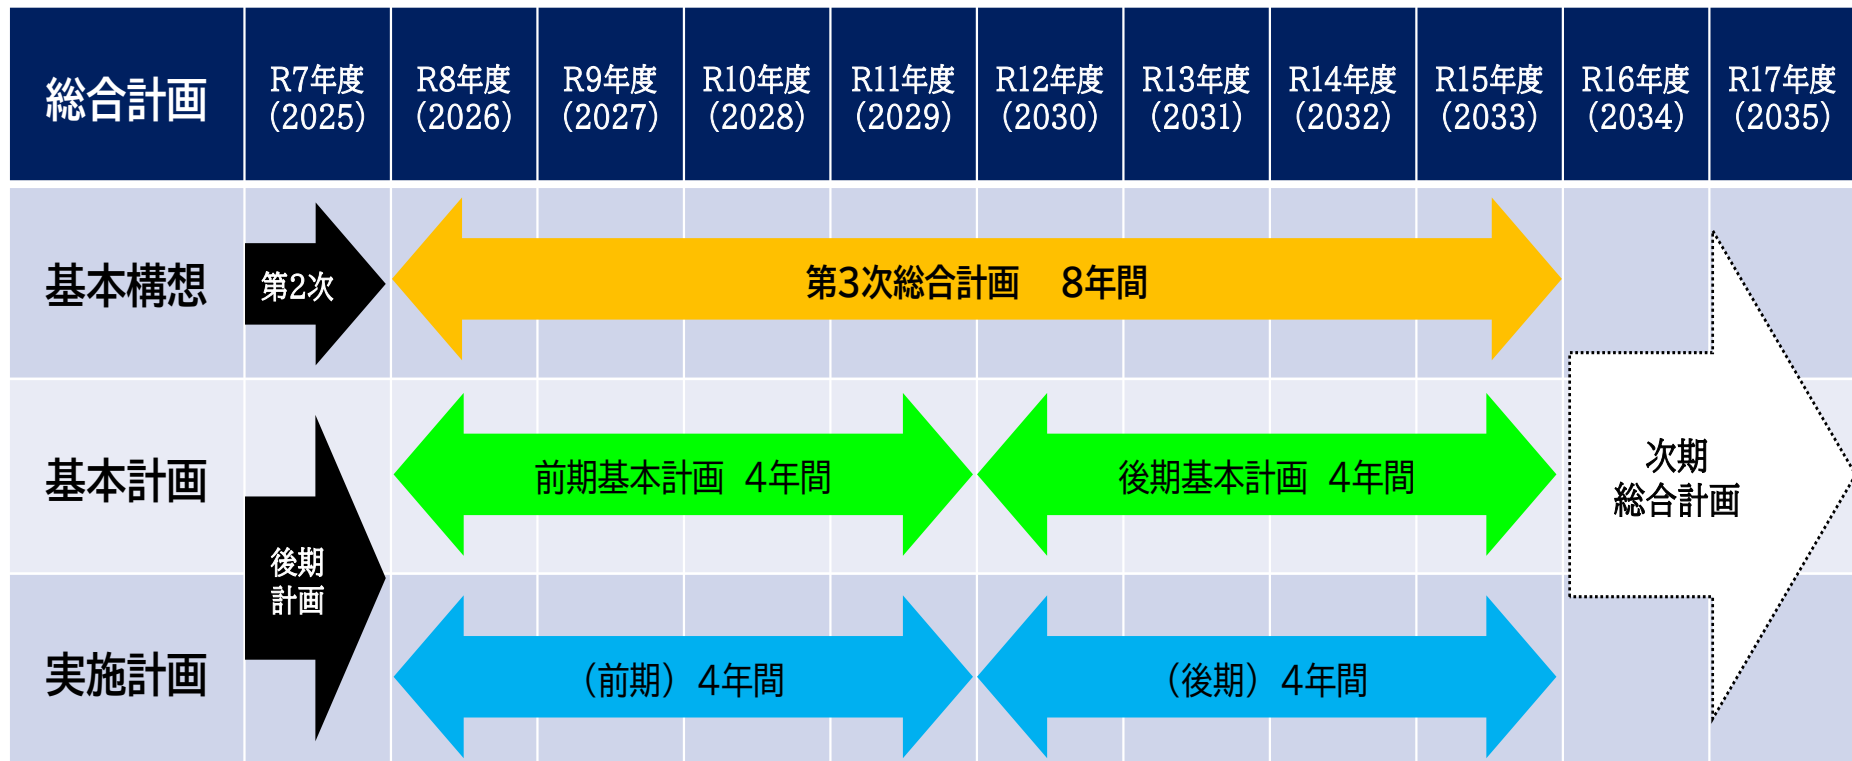 総合計画
R7年度
（2025）
R8年度
（2026）
R9年度
（2027）
R10年度
（2028）
R11年度
（2029）
R12年度
（2030）
R13年度
（2031）
R14年度
（2032）
R15年度
（2033）
R16年度
（2034）
R17年度
（2035）
基本構想
第2次
第3次総合計画　8年間
基本計画
前期基本計画 4年間
後期基本計画 4年間
次期
総合計画
後期
計画
実施計画
（前期）4年間
（後期）4年間